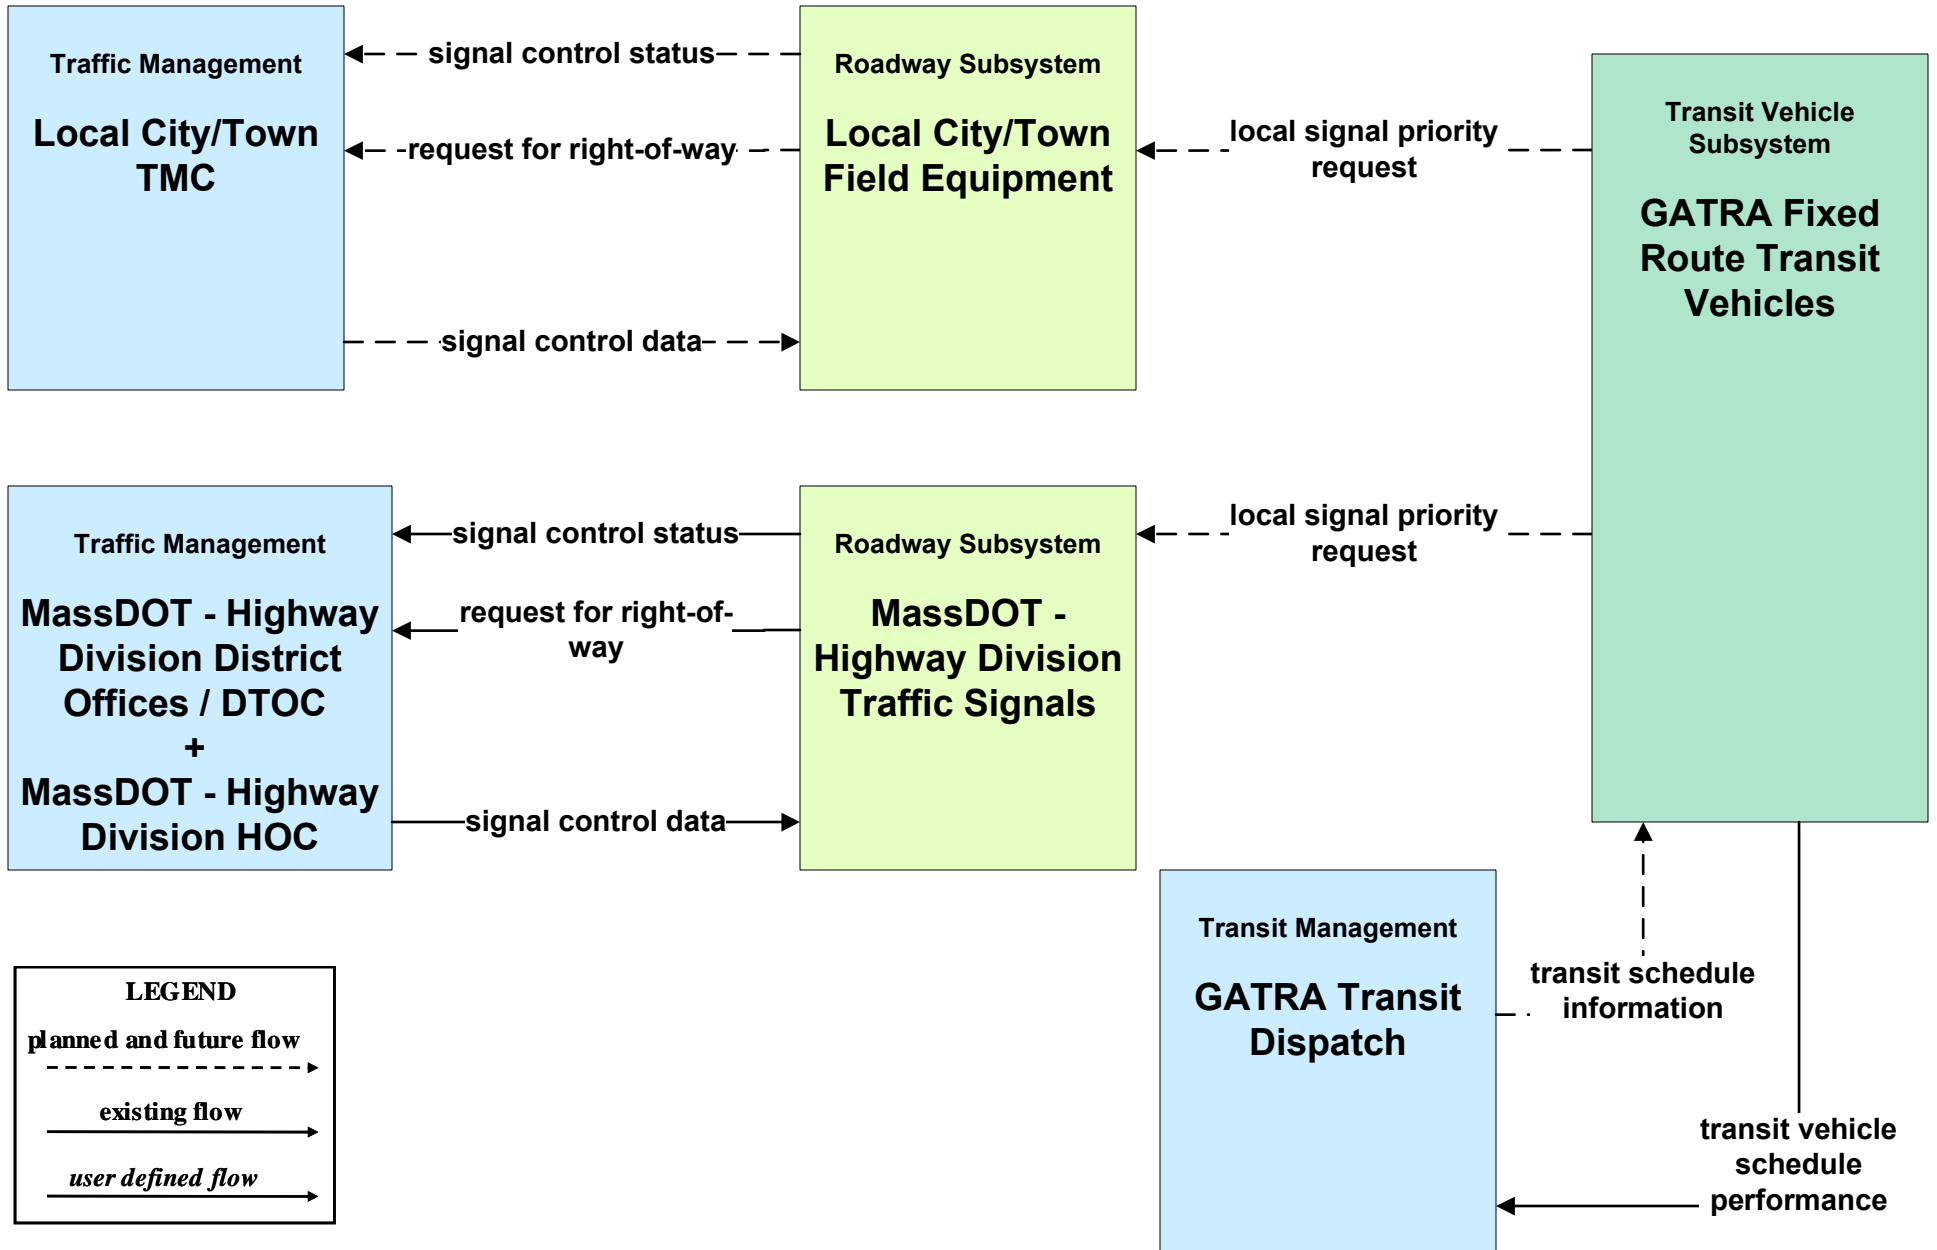 Traffic Management
Local City/Town
TMC
signal control status
request for right-of-way
signal control data
Roadway Subsystem
Local City/Town
Field Equipment
local signal priority
request
Transit Vehicle
Subsystem
GATRA Fixed
Route Transit
Vehicles
Traffic Management
MassDOT - Highway
Division District
Offices / DTOC
+
MassDOT - Highway
Division HOC
signal control status
request for right-of-
way
signal control data
Roadway Subsystem
MassDOT -
Highway Division
Traffic Signals
local signal priority
request
Transit Management
GATRA Transit
Dispatch
transit schedule
information
transit vehicle
schedule
performance
LEGEND
planned and future flow
existing flow
user defined flow